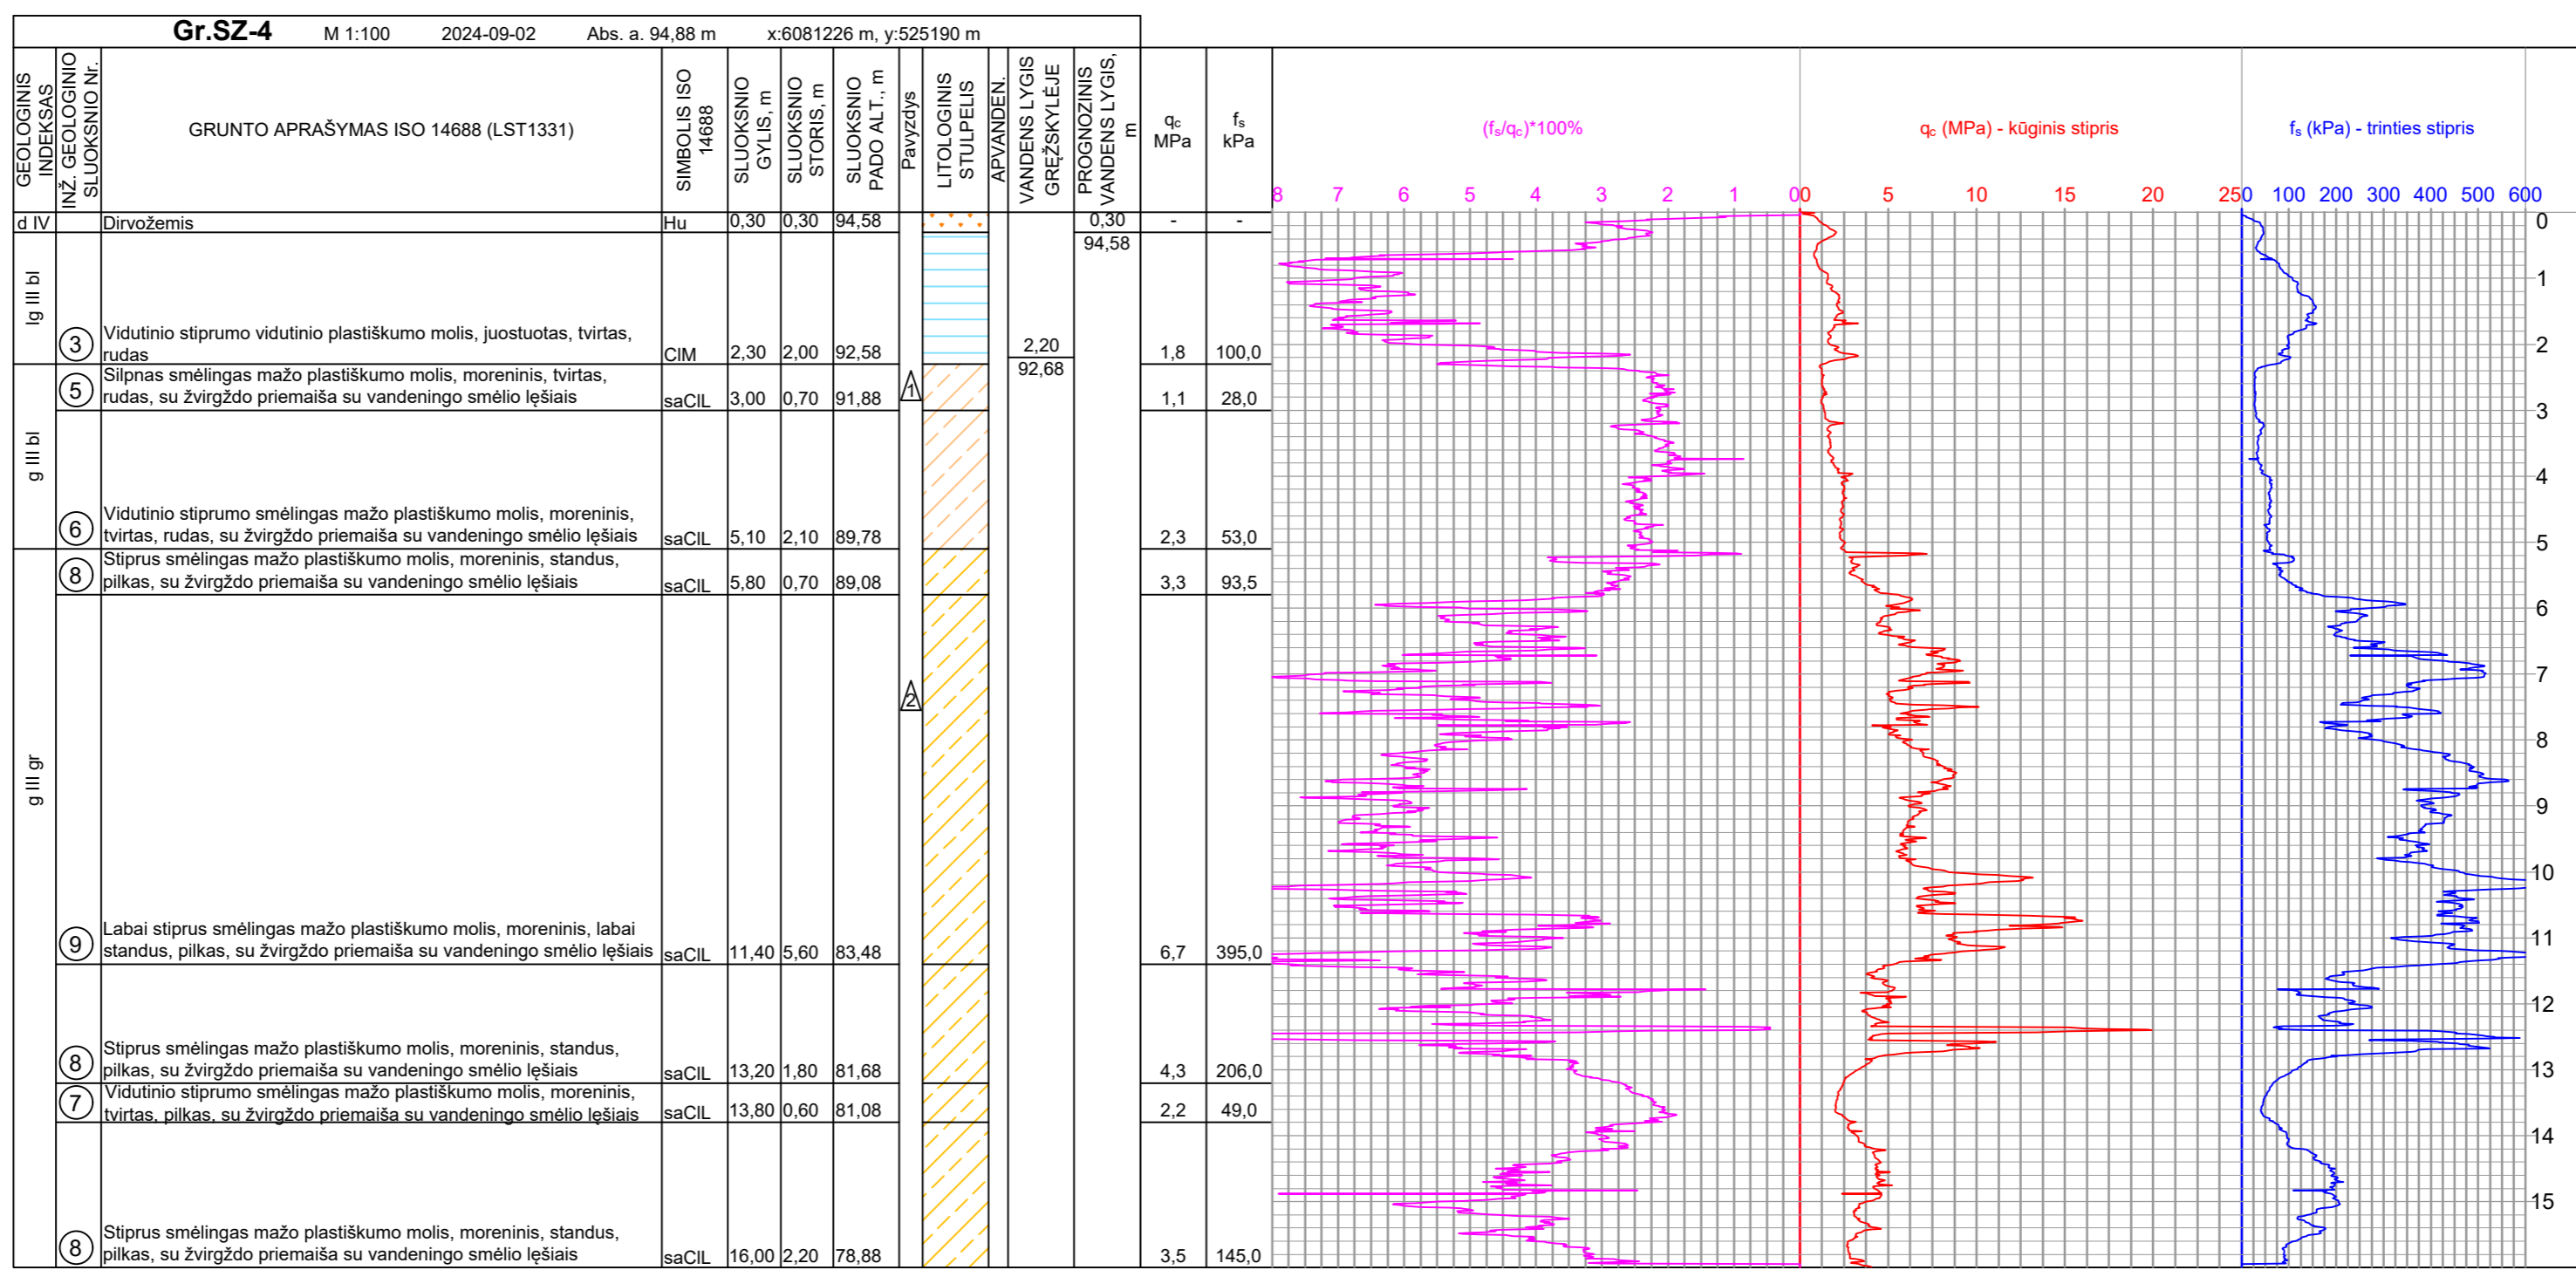 Gr.SZ-4 M 1:100 2024-09-02 Abs. a. 94,88 m x:6081226 m, y:525190 m
GEOLOGINIS
INDEKSAS
INŽ. GEOLOGINIO
SLUOKSNIO Nr.
GRUNTO APRAŠYMAS ISO 14688 (LST1331)
SIMBOLIS ISO
14688
SLUOKSNIO
GYLIS, m
SLUOKSNIO
STORIS, m
SLUOKSNIO
PADO ALT., m
Pavyzdys
LITOLOGINIS
STULPELIS
APVANDEN.
VANDENS LYGIS
GRĘŽSKYLĖJE
PROGNOZINIS
VANDENS LYGIS,
m
qc
MPa
fs
kPa
(fs/qc)*100%
qc (MPa) - kūginis stipris
fs (kPa) - trinties stipris
8 7 6 5 4 3 2 1 0
0 5 10 15 20 25
0 100 200 300 400 500 600
d IV Dirvožemis Hu 0,30 0,30 94,58 0,30 - -
94,58
lg III bl
3 Vidutinio stiprumo vidutinio plastiškumo molis, juostuotas, tvirtas,
rudas ClM 2,30 2,00 92,58 2,20 1,8 100,0
92,68
g III bl
5 Silpnas smėlingas mažo plastiškumo molis, moreninis, tvirtas,
rudas, su žvirgždo priemaiša su vandeningo smėlio lęšiais saClL 3,00 0,70 91,88 1 1,1 28,0
6 Vidutinio stiprumo smėlingas mažo plastiškumo molis, moreninis,
tvirtas, rudas, su žvirgždo priemaiša su vandeningo smėlio lęšiais saClL 5,10 2,10 89,78 2,3 53,0
g III gr
8 Stiprus smėlingas mažo plastiškumo molis, moreninis, standus,
pilkas, su žvirgždo priemaiša su vandeningo smėlio lęšiais saClL 5,80 0,70 89,08 3,3 93,5
2
9 Labai stiprus smėlingas mažo plastiškumo molis, moreninis, labai
standus, pilkas, su žvirgždo priemaiša su vandeningo smėlio lęšiais saClL 11,40 5,60 83,48 6,7 395,0
8 Stiprus smėlingas mažo plastiškumo molis, moreninis, standus,
pilkas, su žvirgždo priemaiša su vandeningo smėlio lęšiais saClL 13,20 1,80 81,68 4,3 206,0
7 Vidutinio stiprumo smėlingas mažo plastiškumo molis, moreninis,
tvirtas, pilkas, su žvirgždo priemaiša su vandeningo smėlio lęšiais saClL 13,80 0,60 81,08 2,2 49,0
8 Stiprus smėlingas mažo plastiškumo molis, moreninis, standus,
pilkas, su žvirgždo priemaiša su vandeningo smėlio lęšiais saClL 16,00 2,20 78,88 3,5 145,0
0
1
2
3
4
5
6
7
8
9
10
11
12
13
14
15